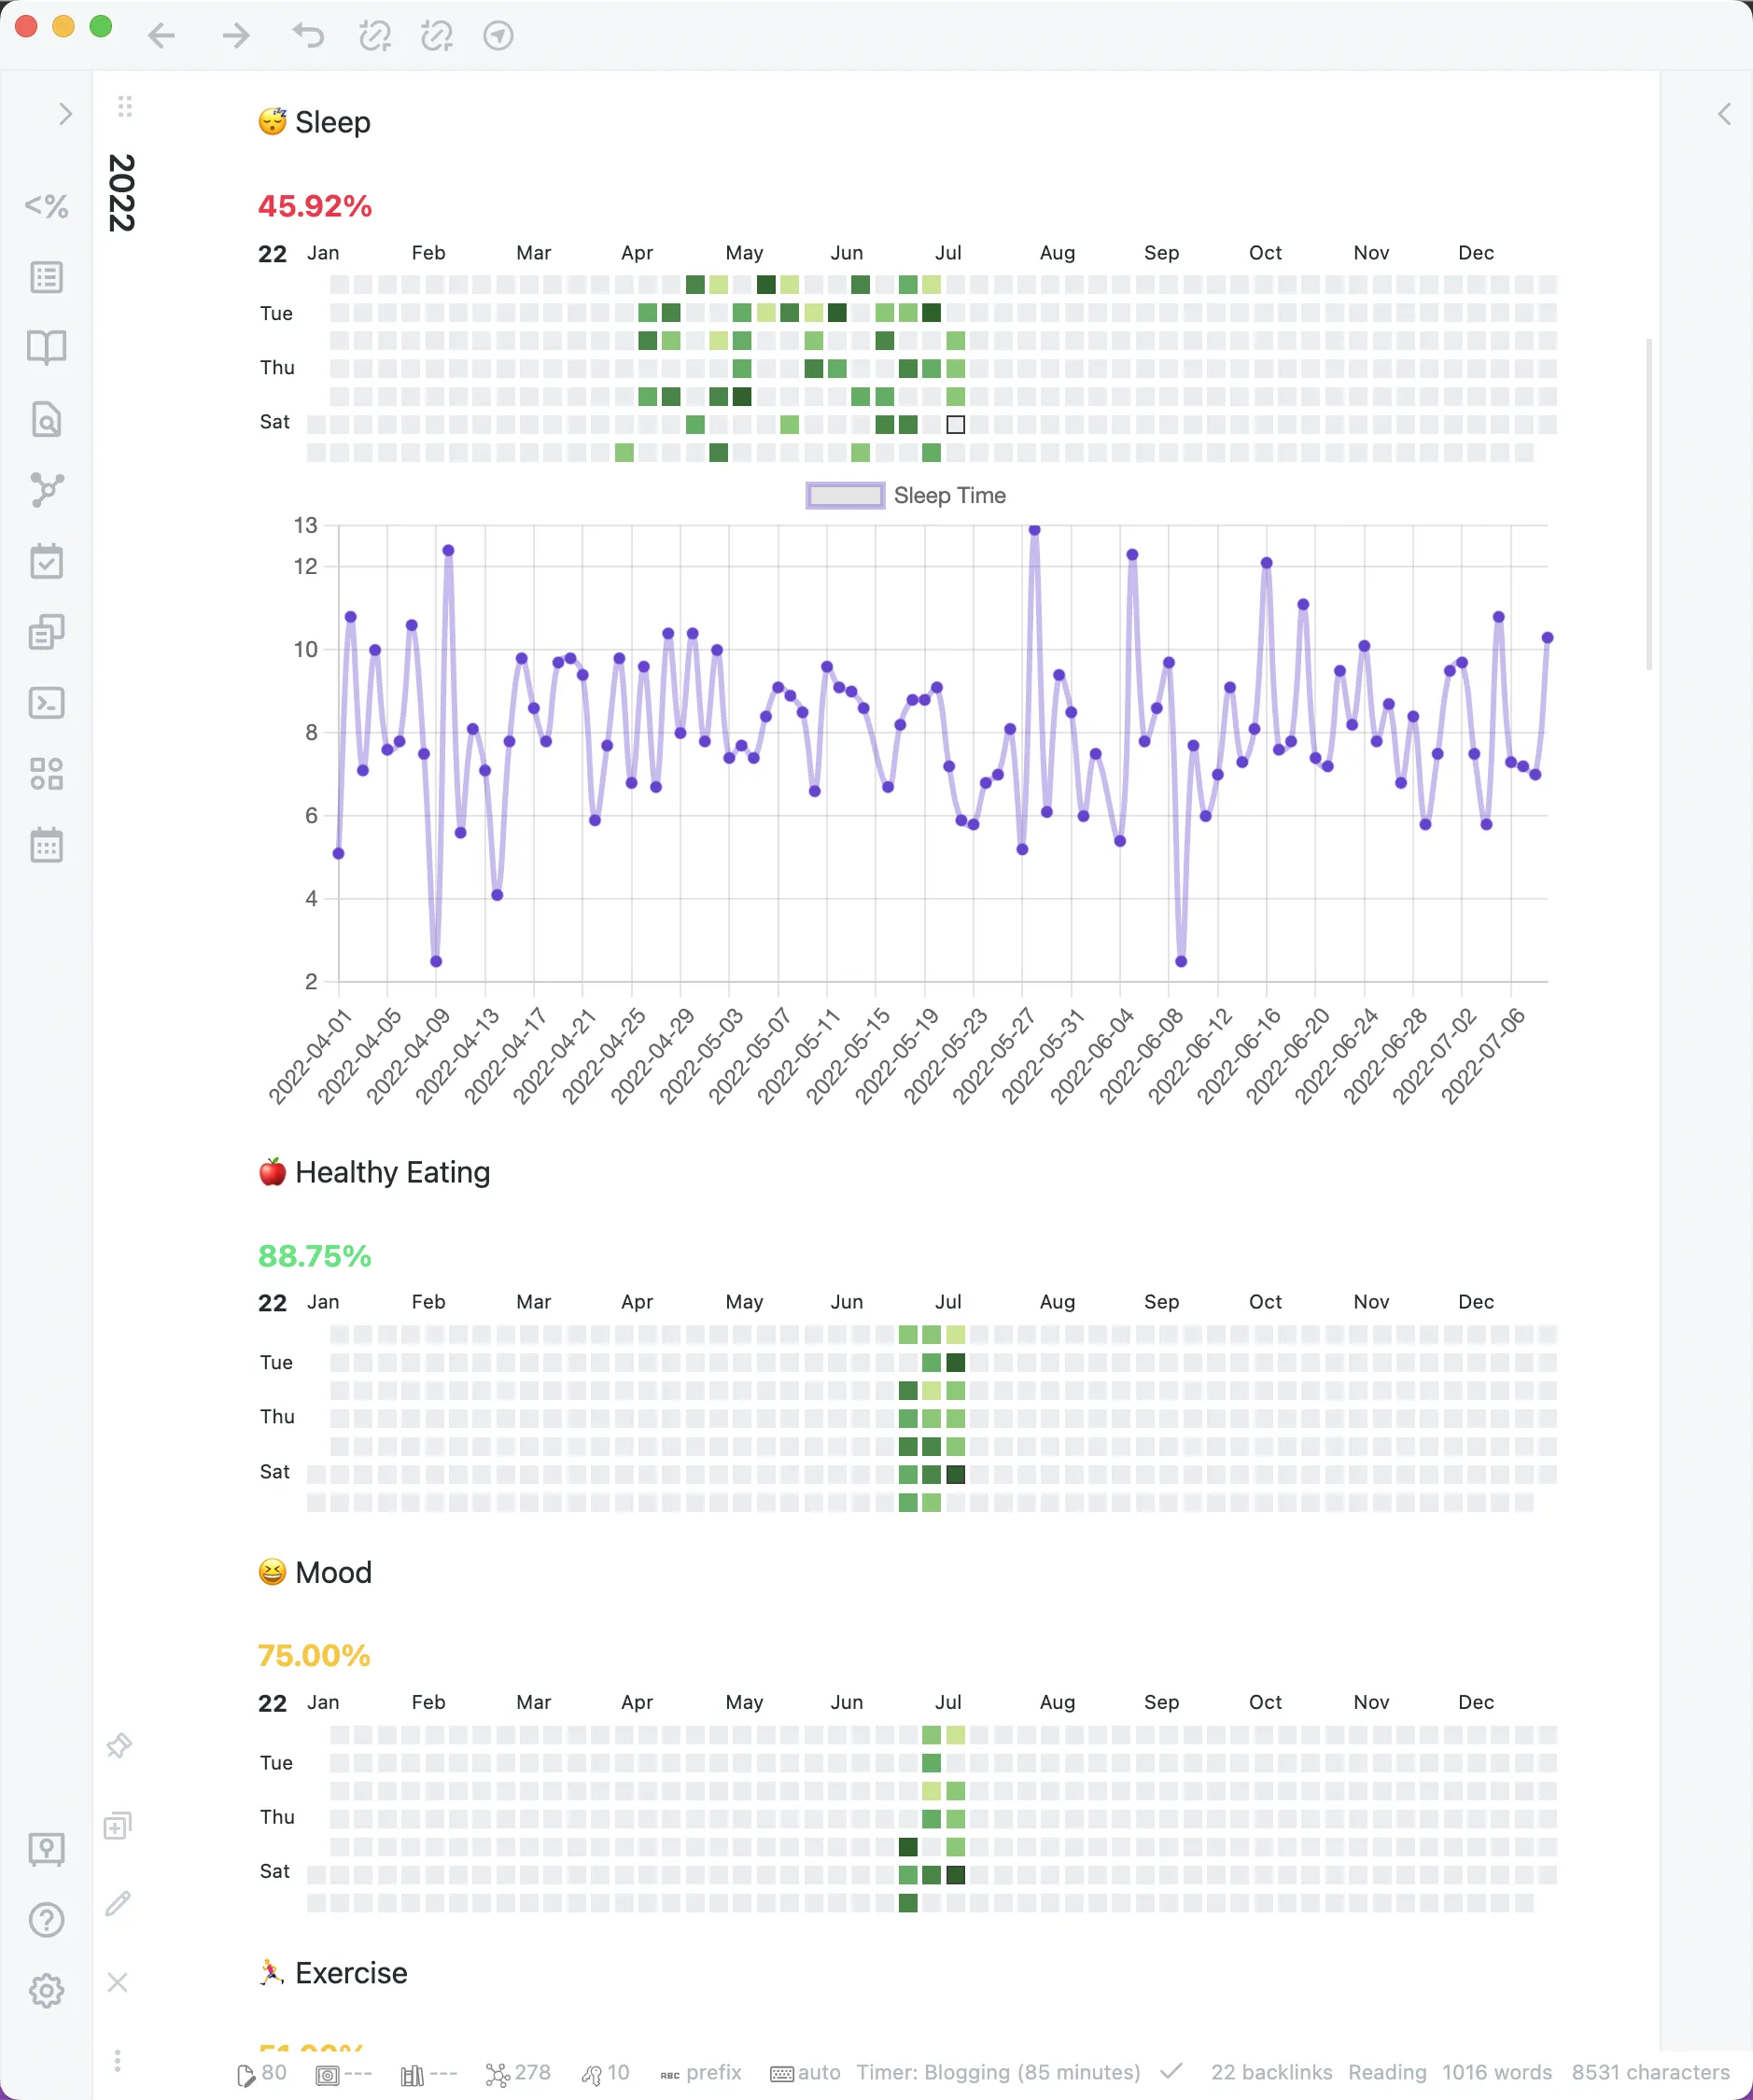 2022
<%
Sleep
45.92%
22 Jan Feb Mar Apr May Jun Jul Aug Sep Oct Nov Dec
Tue
Thu
Sat
Sleep Time
13
12
10
8
6
4
2
2022-04-01 2022-04-05 2022-04-09 2022-04-13 2022-04-17 2022-04-21 2022-04-25 2022-04-29 2022-05-03 2022-05-07 2022-05-11 2022-05-15 2022-05-19 2022-05-23 2022-05-27 2022-05-31 2022-06-04 2022-06-08 2022-06-12 2022-06-16 2022-06-20 2022-06-24 2022-06-28 2022-07-02 2022-07-06
Healthy Eating
88.75%
22 Jan Feb Mar Apr May Jun Jul Aug Sep Oct Nov Dec
Tue
Thu
Sat
Mood
75.00%
22 Jan Feb Mar Apr May Jun Jul Aug Sep Oct Nov Dec
Tue
Thu
Sat
Exercise
80 --- --- 278 10 ABC prefix auto Timer: Blogging (85 minutes) 22 backlinks Reading 1016 words 8531 characters